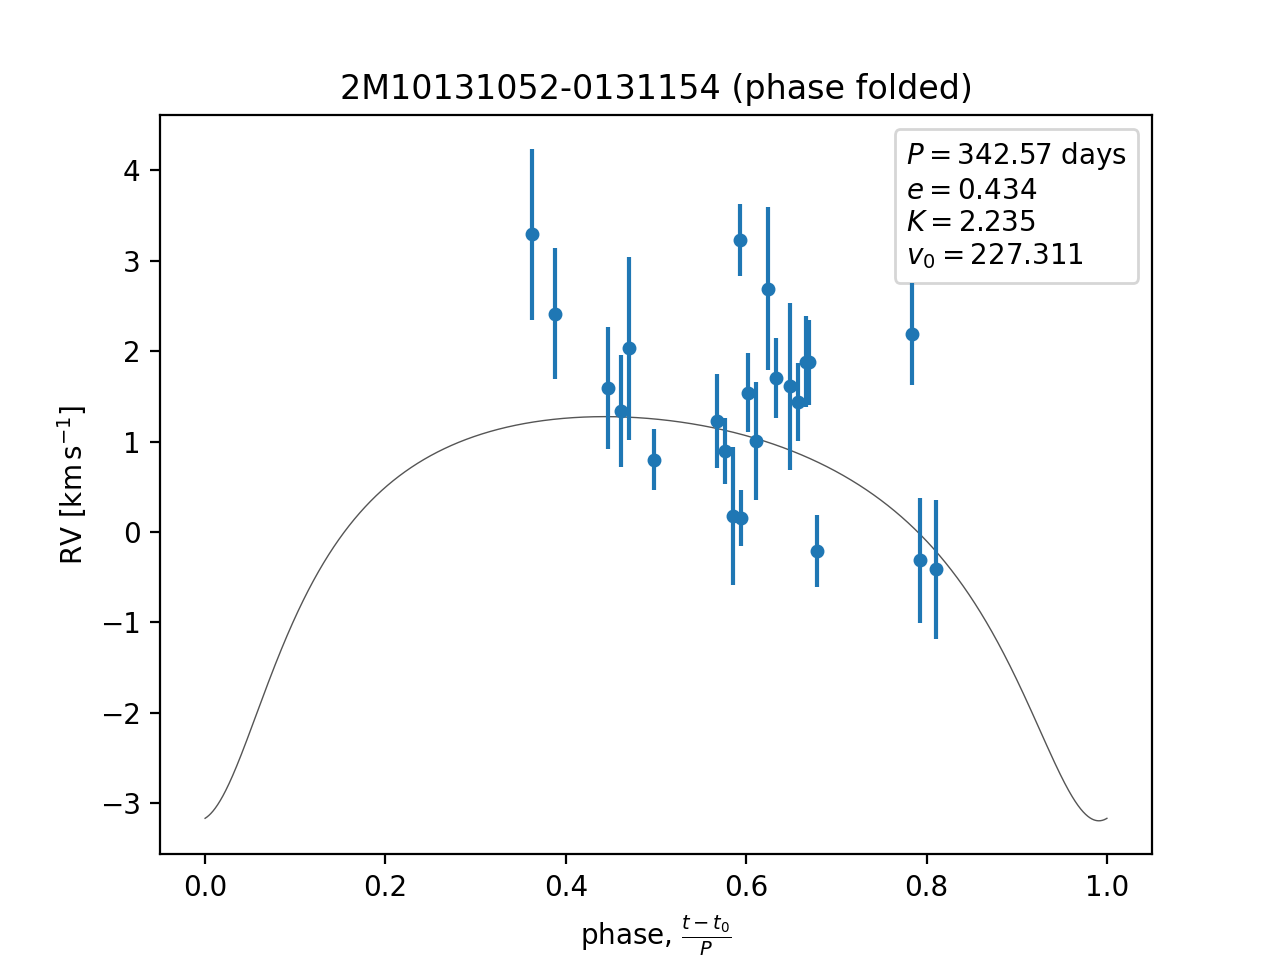 2M10131052-0131154 (phase folded)
P = 342.57 days
e = 0.434
K = 2.235
v₀ = 227.311
4
3
2
1
0
−1
−2
−3
RV [km s⁻¹]
0.0 0.2 0.4 0.6 0.8 1.0
phase, (t − t₀)/P